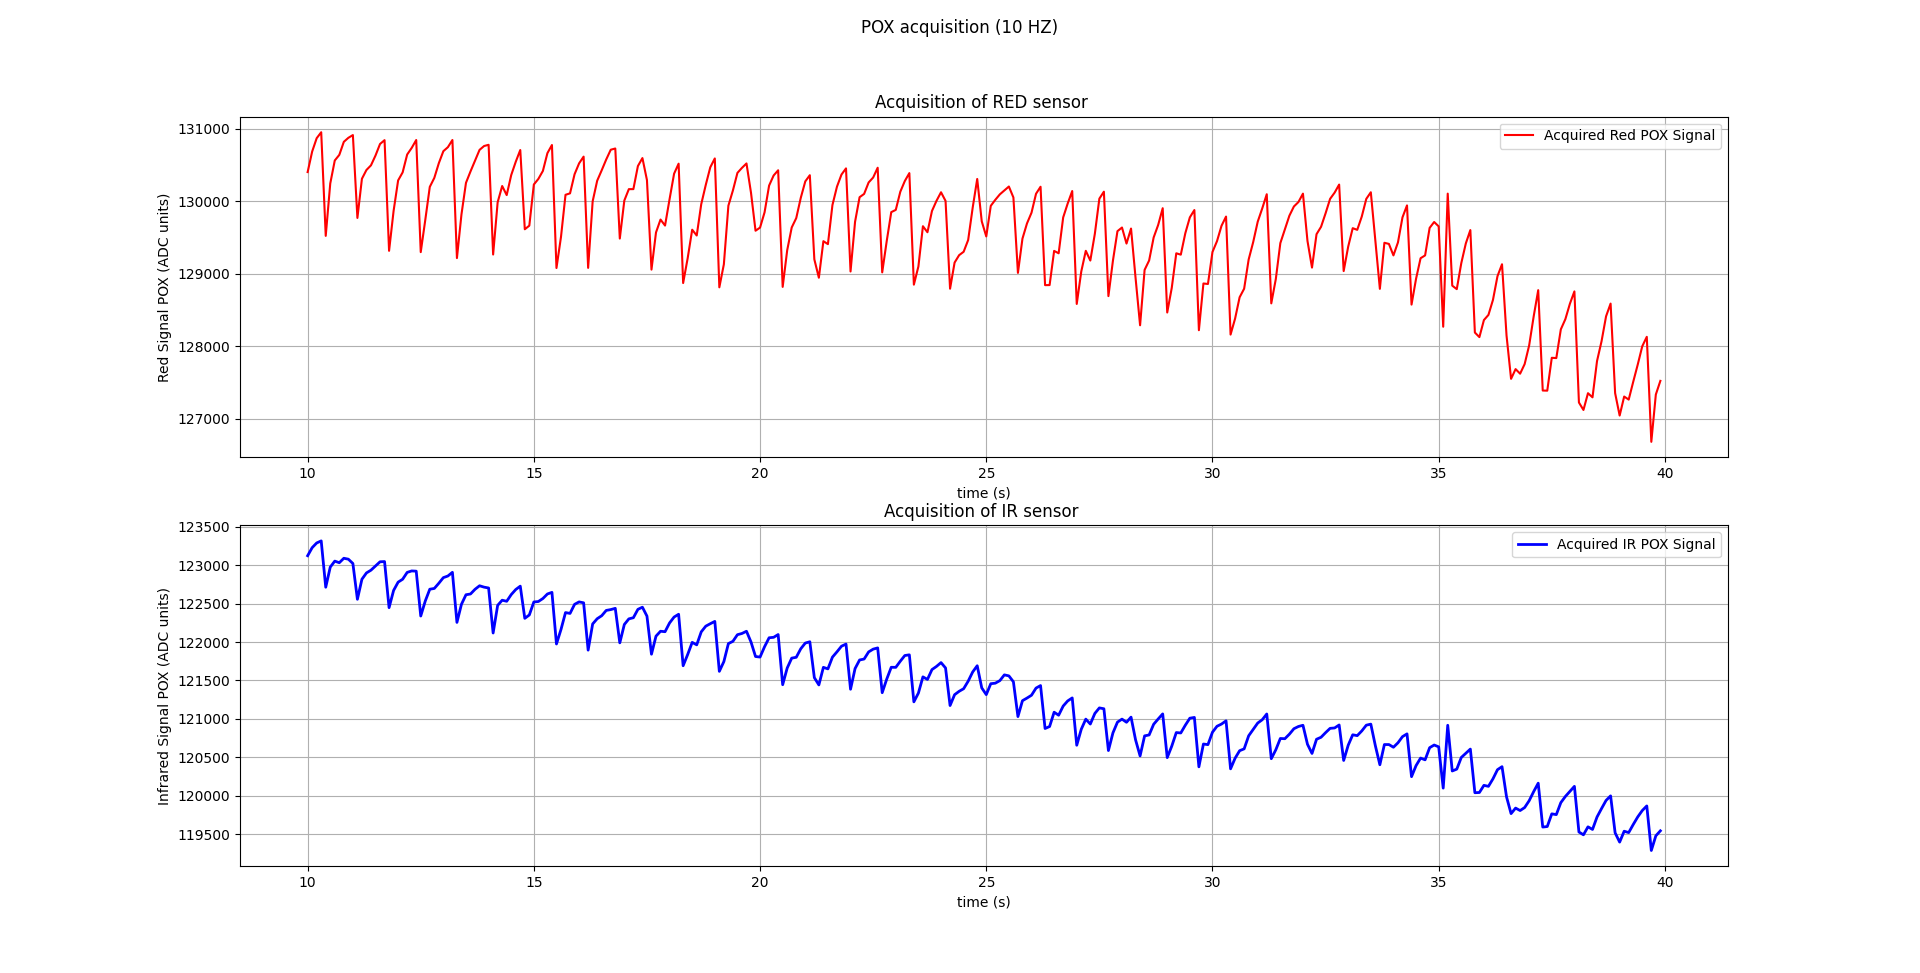 POX acquisition (10 HZ)
Acquisition of RED sensor
Acquired Red POX Signal
Red Signal POX (ADC units)
131000
130000
129000
128000
127000
10 15 20 25 30 35 40
time (s)
Acquisition of IR sensor
Acquired IR POX Signal
Infrared Signal POX (ADC units)
123500
123000
122500
122000
121500
121000
120500
120000
119500
10 15 20 25 30 35 40
time (s)